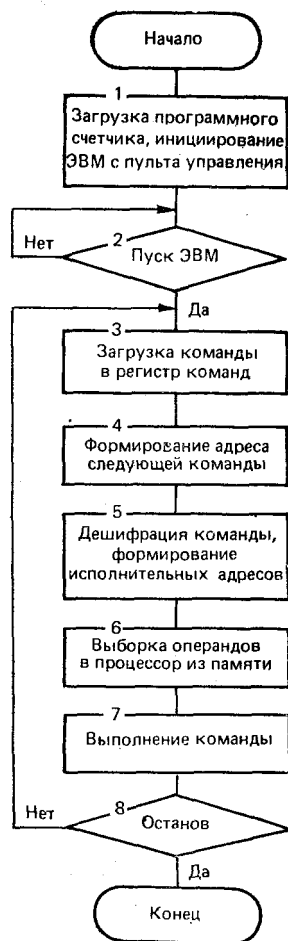 Начало
1
Загрузка программного
счетчика, инициирование
ЭВМ с пульта управления
Нет
2
Пуск ЭВМ
Да
3
Загрузка команды
в регистр команд
4
Формирование адреса
следующей команды
5
Дешифрация команды,
формирование
исполнительных адресов
6
Выборка операндов
в процессор из памяти
7
Выполнение команды
Нет
8
Останов
Да
Конец